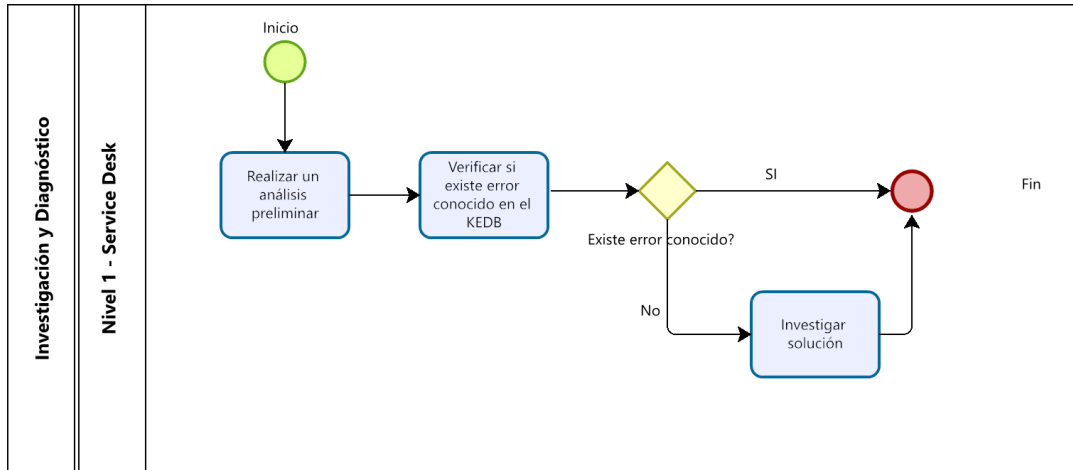 Investigación y Diagnóstico
Nivel 1 - Service Desk
Inicio
Realizar un
análisis
preliminar
Verificar si
existe error
conocido en el
KEDB
Existe error conocido?
SI
No
Investigar
solución
Fin